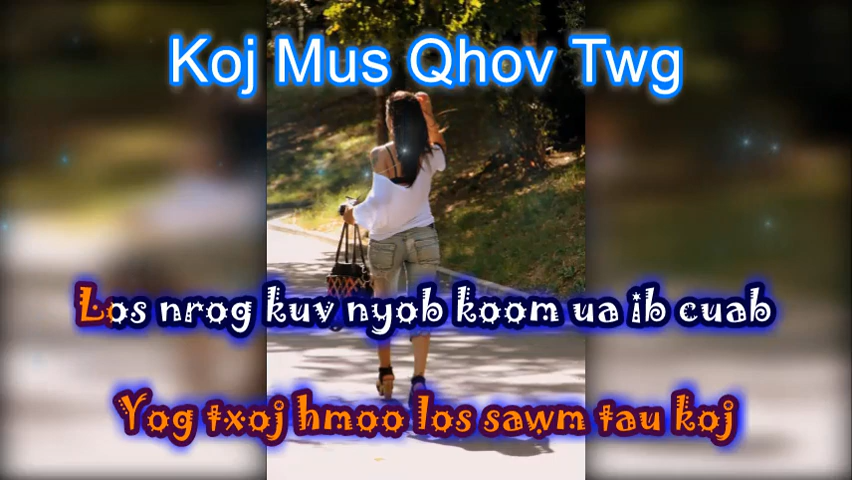 Koj Mus Qhov Twg
Los nrog kuv nyob koom ua ib cuab
Yog txoj hmoo los sawm tau koj